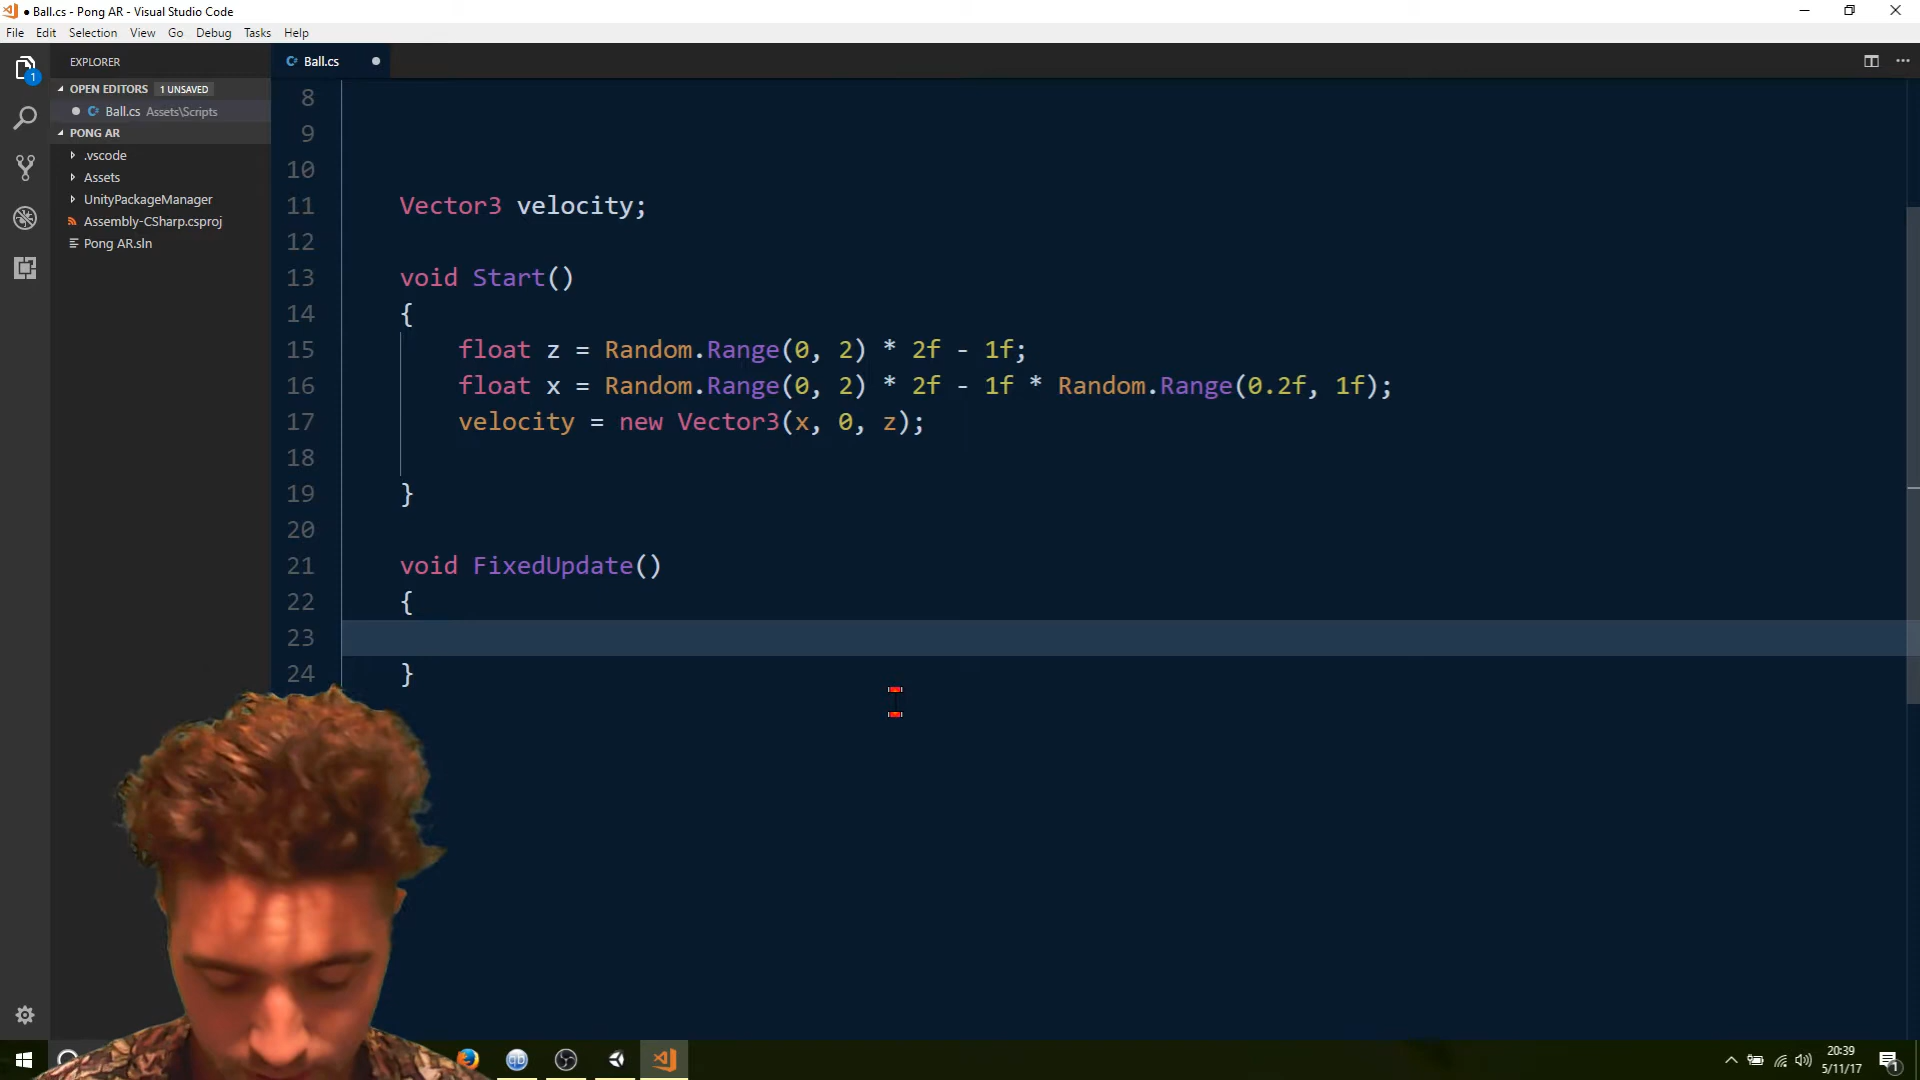 ● Ball.cs - Pong AR - Visual Studio Code
File Edit Selection View Go Debug Tasks Help
EXPLORER
OPEN EDITORS 1 UNSAVED
Ball.cs Assets\Scripts
PONG AR
.vscode
Assets
UnityPackageManager
Assembly-CSharp.csproj
Pong AR.sln
1
Ball.cs
8
9
10
11 Vector3 velocity;
12
13 void Start()
14 {
15 float z = Random.Range(0, 2) * 2f - 1f;
16 float x = Random.Range(0, 2) * 2f - 1f * Random.Range(0.2f, 1f);
17 velocity = new Vector3(x, 0, z);
18
19 }
20
21 void FixedUpdate()
22 {
23
24 }
qb
20:39
5/11/17
1